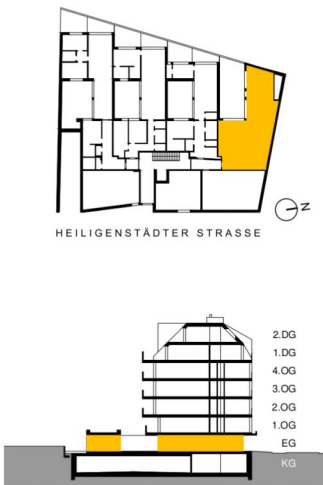 N
HEILIGENSTÄDTER STRASSE
2.DG
1.DG
4.OG
3.OG
2.OG
1.OG
EG
KG